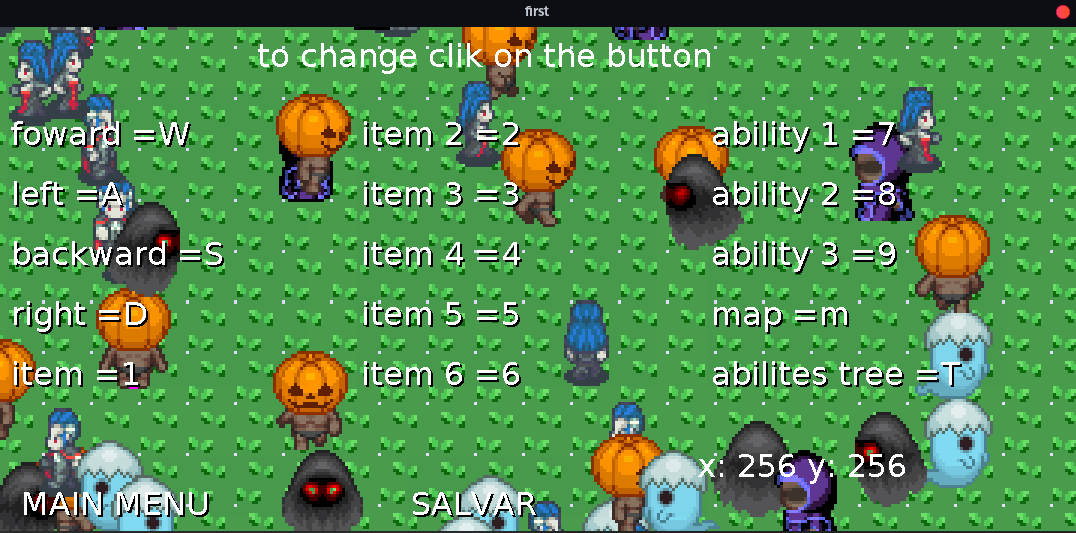 first
to change clik on the button
foward =W
item 2 =2
ability 1 =7
left =A
item 3 =3
ability 2 =8
backward =S
item 4 =4
ability 3 =9
right =D
item 5 =5
map =m
item =1
item 6 =6
abilites tree =T
x: 256 y: 256
MAIN MENU
SALVAR